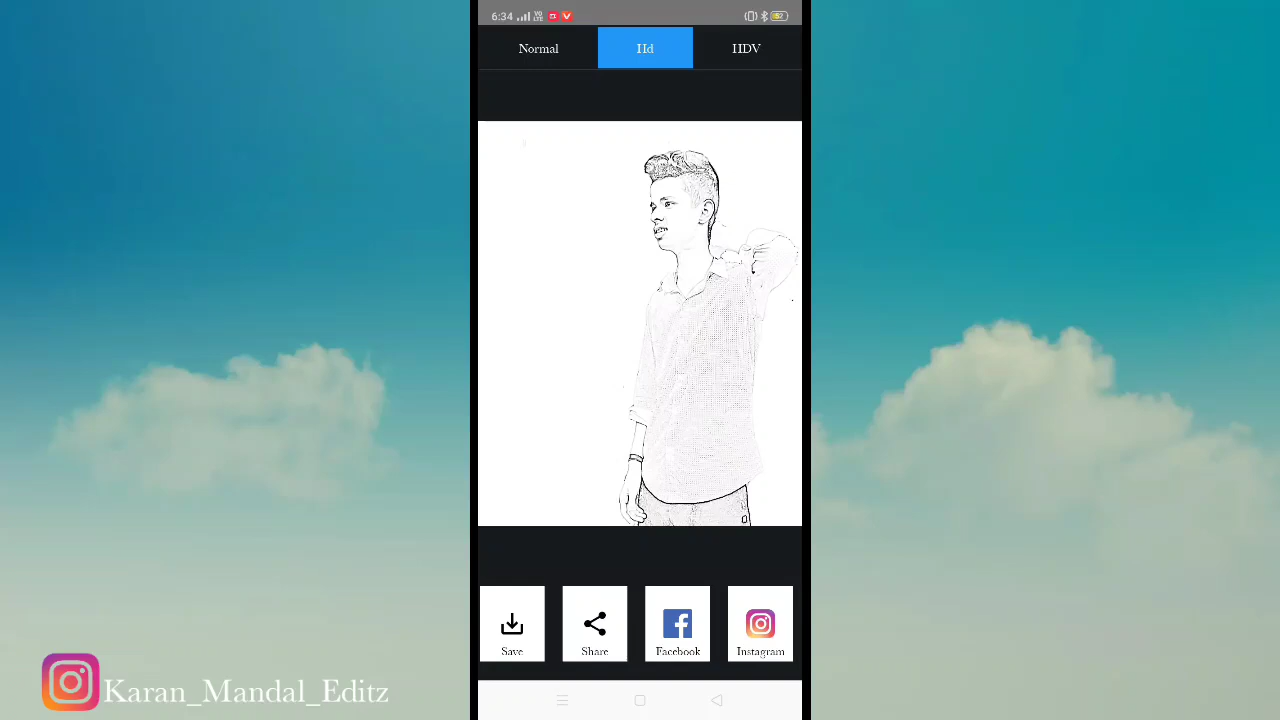 6:34
Normal
Hd
HDV
Save
Share
Facebook
Instagram
Karan_Mandal_Editz